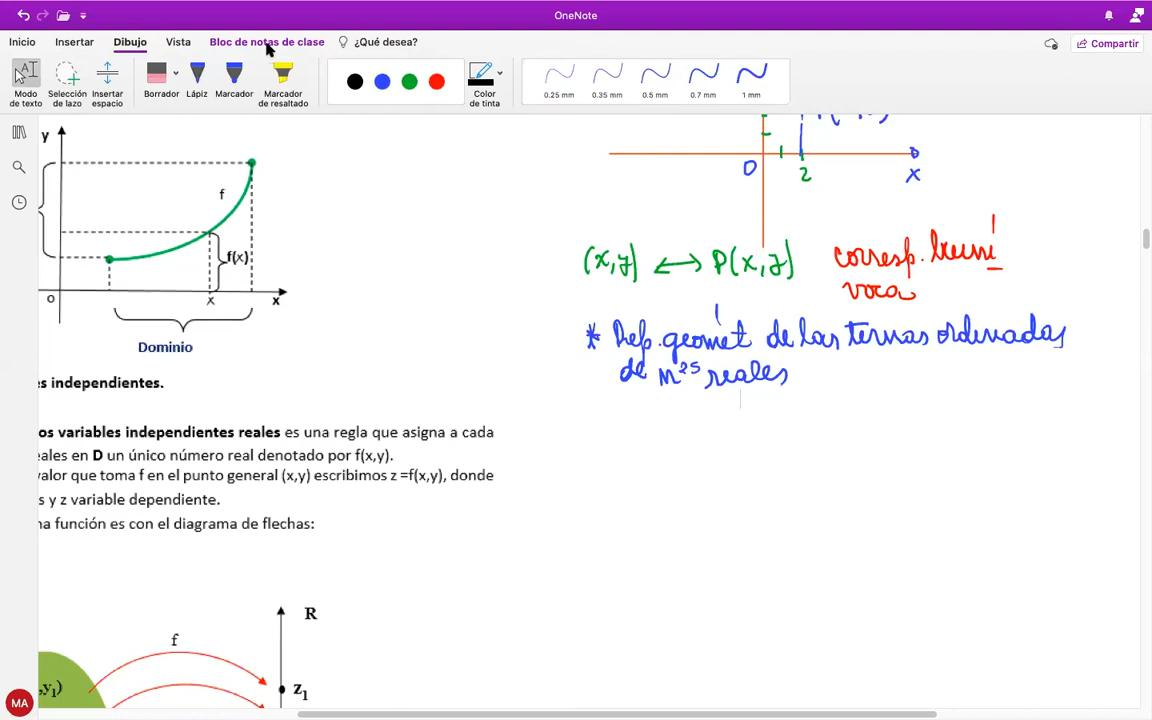 OneNote
Compartir
Inicio
Insertar
Dibujo
Vista
Bloc de notas de clase
¿Qué desea?
Modo
de texto
Selección
de lazo
Insertar
espacio
Borrador
Lápiz
Marcador
Marcador
de resaltado
Color
de tinta
0.25 mm
0.35 mm
0.5 mm
0.7 mm
1 mm
y
f
f(x)
o
x
x
Dominio
es independientes.
os variables independientes reales es una regla que asigna a cada
eales en D un único número real denotado por f(x,y).
valor que toma f en el punto general (x,y) escribimos z =f(x,y), donde
s y z variable dependiente.
na función es con el diagrama de flechas:
R
f
,y₁)
z₁
MA
0
1
2
x
(x,y) ⟷ P(x,y)
corresp. biuní
voca
* Rep. geomét de las ternas ordenadas
de nᵒˢ reales